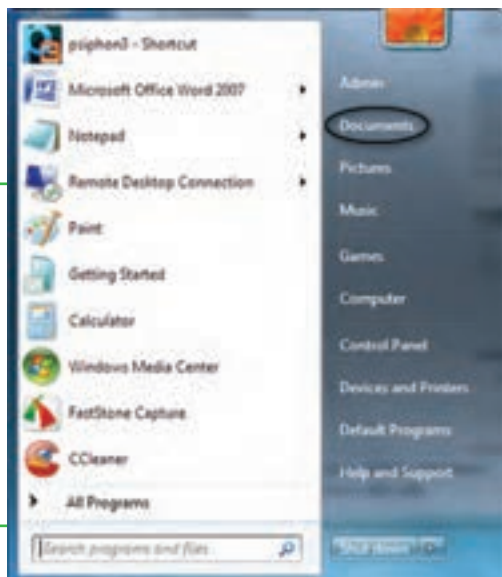 psiphon3 - Shortcut
Microsoft Office Word 2007
Notepad
Remote Desktop Connection
Paint
Getting Started
Calculator
Windows Media Center
FastStone Capture
CCleaner
All Programs
Search programs and files
Admin
Documents
Pictures
Music
Games
Computer
Control Panel
Devices and Printers
Default Programs
Help and Support
Shut down